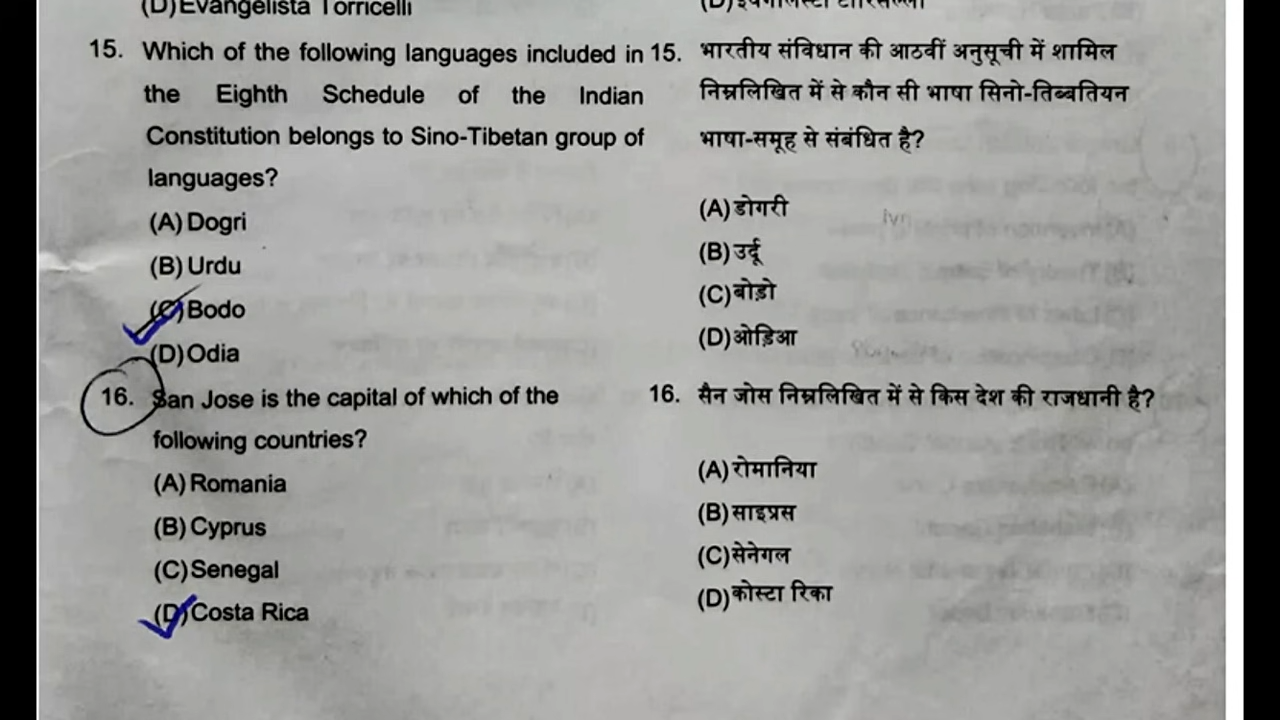 (D) Evangelista Torricelli
15. Which of the following languages included in
the Eighth Schedule of the Indian
Constitution belongs to Sino-Tibetan group of
languages?
(A) Dogri
(B) Urdu
(C) Bodo
(D) Odia
16. San Jose is the capital of which of the
following countries?
(A) Romania
(B) Cyprus
(C) Senegal
(D) Costa Rica
15. भारतीय संविधान की आठवीं अनुसूची में शामिल
निम्नलिखित में से कौन सी भाषा सिनो-तिब्बतियन
भाषा-समूह से संबंधित है?
(A) डोगरी
(B) उर्दू
(C) बोड़ो
(D) ओड़िआ
16. सैन जोस निम्नलिखित में से किस देश की राजधानी है?
(A) रोमानिया
(B) साइप्रस
(C) सेनेगल
(D) कोस्टा रिका